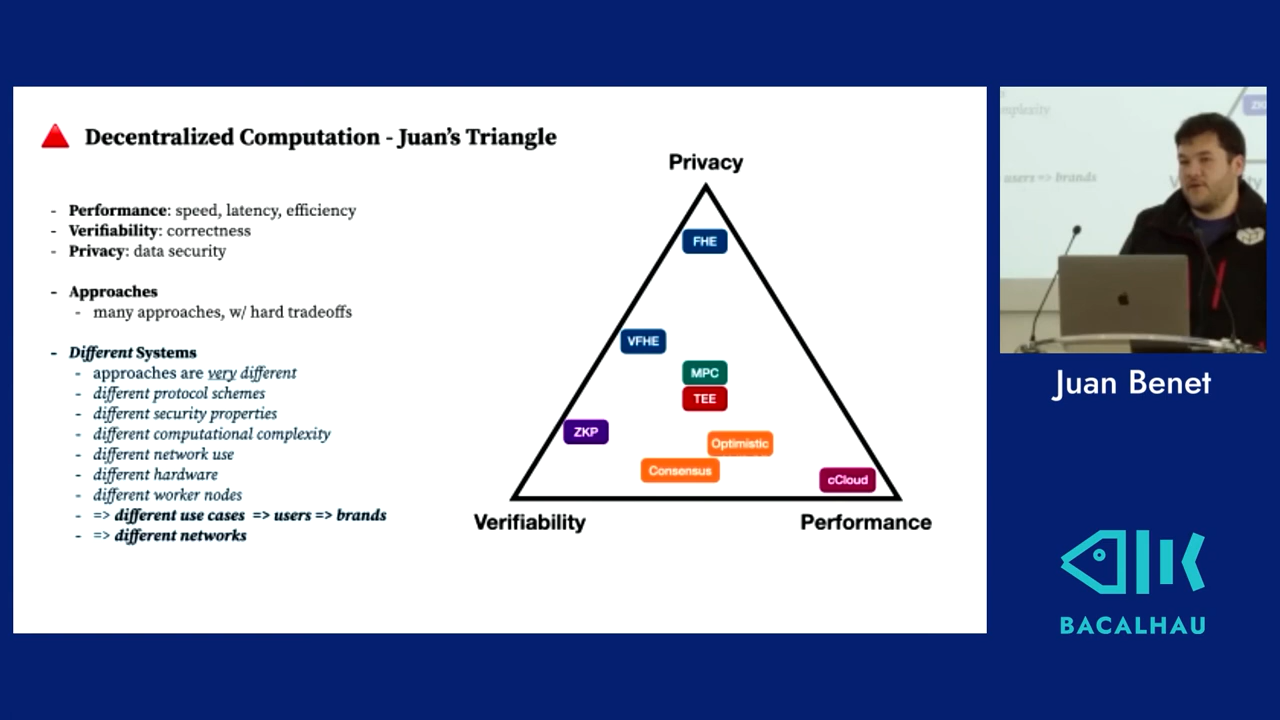 Decentralized Computation - Juan's Triangle
- Performance: speed, latency, efficiency
- Verifiability: correctness
- Privacy: data security
- Approaches
- many approaches, w/ hard tradeoffs
- Different Systems
- approaches are very different
- different protocol schemes
- different security properties
- different computational complexity
- different network use
- different hardware
- different worker nodes
- => different use cases => users => brands
- => different networks
Privacy
FHE
VFHE
MPC
TEE
ZKP
Optimistic
Consensus
cCloud
Verifiability
Performance
users => brands
Juan Benet
BACALHAU